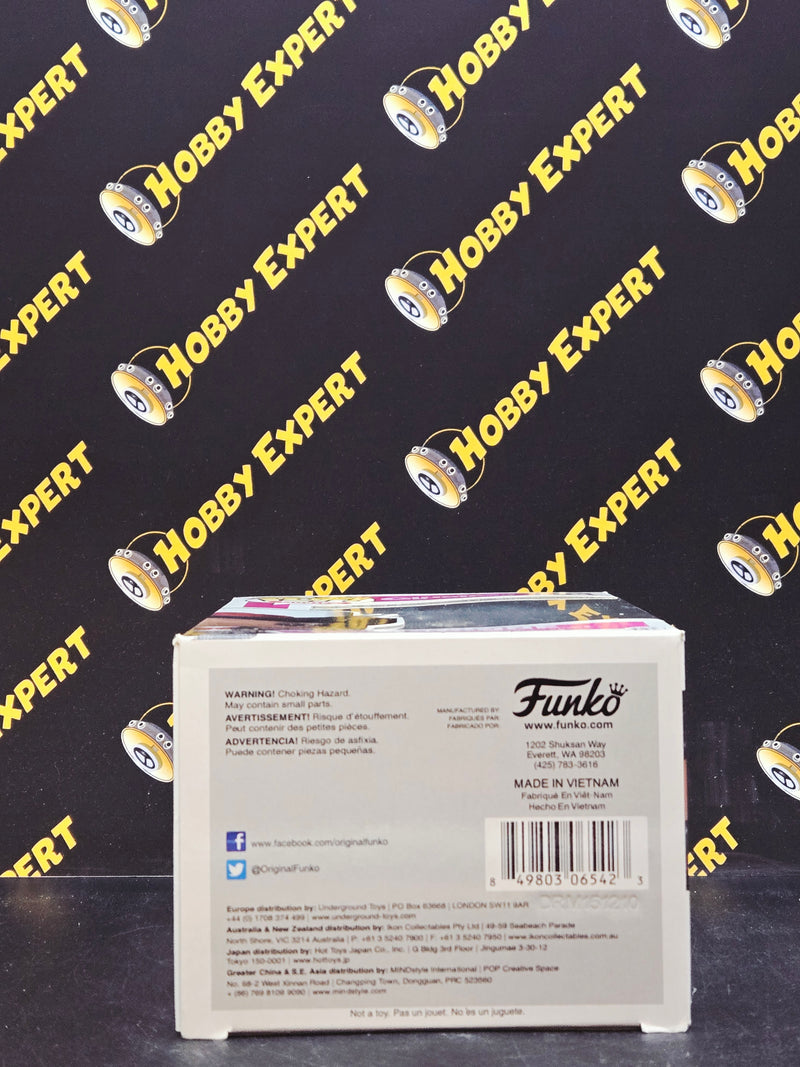 HOBBY EXPERT
WARNING! Choking Hazard.
May contain small parts.
AVERTISSEMENT! Risque d'étouffement.
Peut contenir des petites pièces.
ADVERTENCIA! Riesgo de asfixia.
Puede contener piezas pequeñas.
MANUFACTURED BY:
FABRIQUÉS PAR:
FABRICADO POR:
Funko
www.funko.com
1202 Shuksan Way
Everett, WA 98203
(425) 783-3616
MADE IN VIETNAM
Fabriqué En Viêt-Nam
Hecho En Vietnam
www.facebook.com/originalfunko
@OriginalFunko
8 49803 06542 3
DRM151210
Europe distribution by: Underground Toys | PO Box 63668 | LONDON SW11 9AR
+44 (0) 1708 374 499 | www.underground-toys.com
Australia & New Zealand distribution by: Ikon Collectables Pty Ltd | 49-59 Seabeach Parade
North Shore, VIC 3214 Australia | P: +61 3 5240 7900 | F: +61 3 5240 7950 | www.ikoncollectables.com.au
Japan distribution by: Hot Toys Japan Co., Inc. | Q Bldg 3rd Floor | Jingumae 3-30-12
Tokyo 150-0001 | www.hottoys.jp
Greater China & S.E. Asia distribution by: MINDstyle International | POP Creative Space
No. 68-2 West Xinnan Road | Changping Town, Dongguan, PRC 523560
+ (86) 769 8109 9090 | www.mindstyle.com
Not a toy. Pas un jouet. No es un juguete.